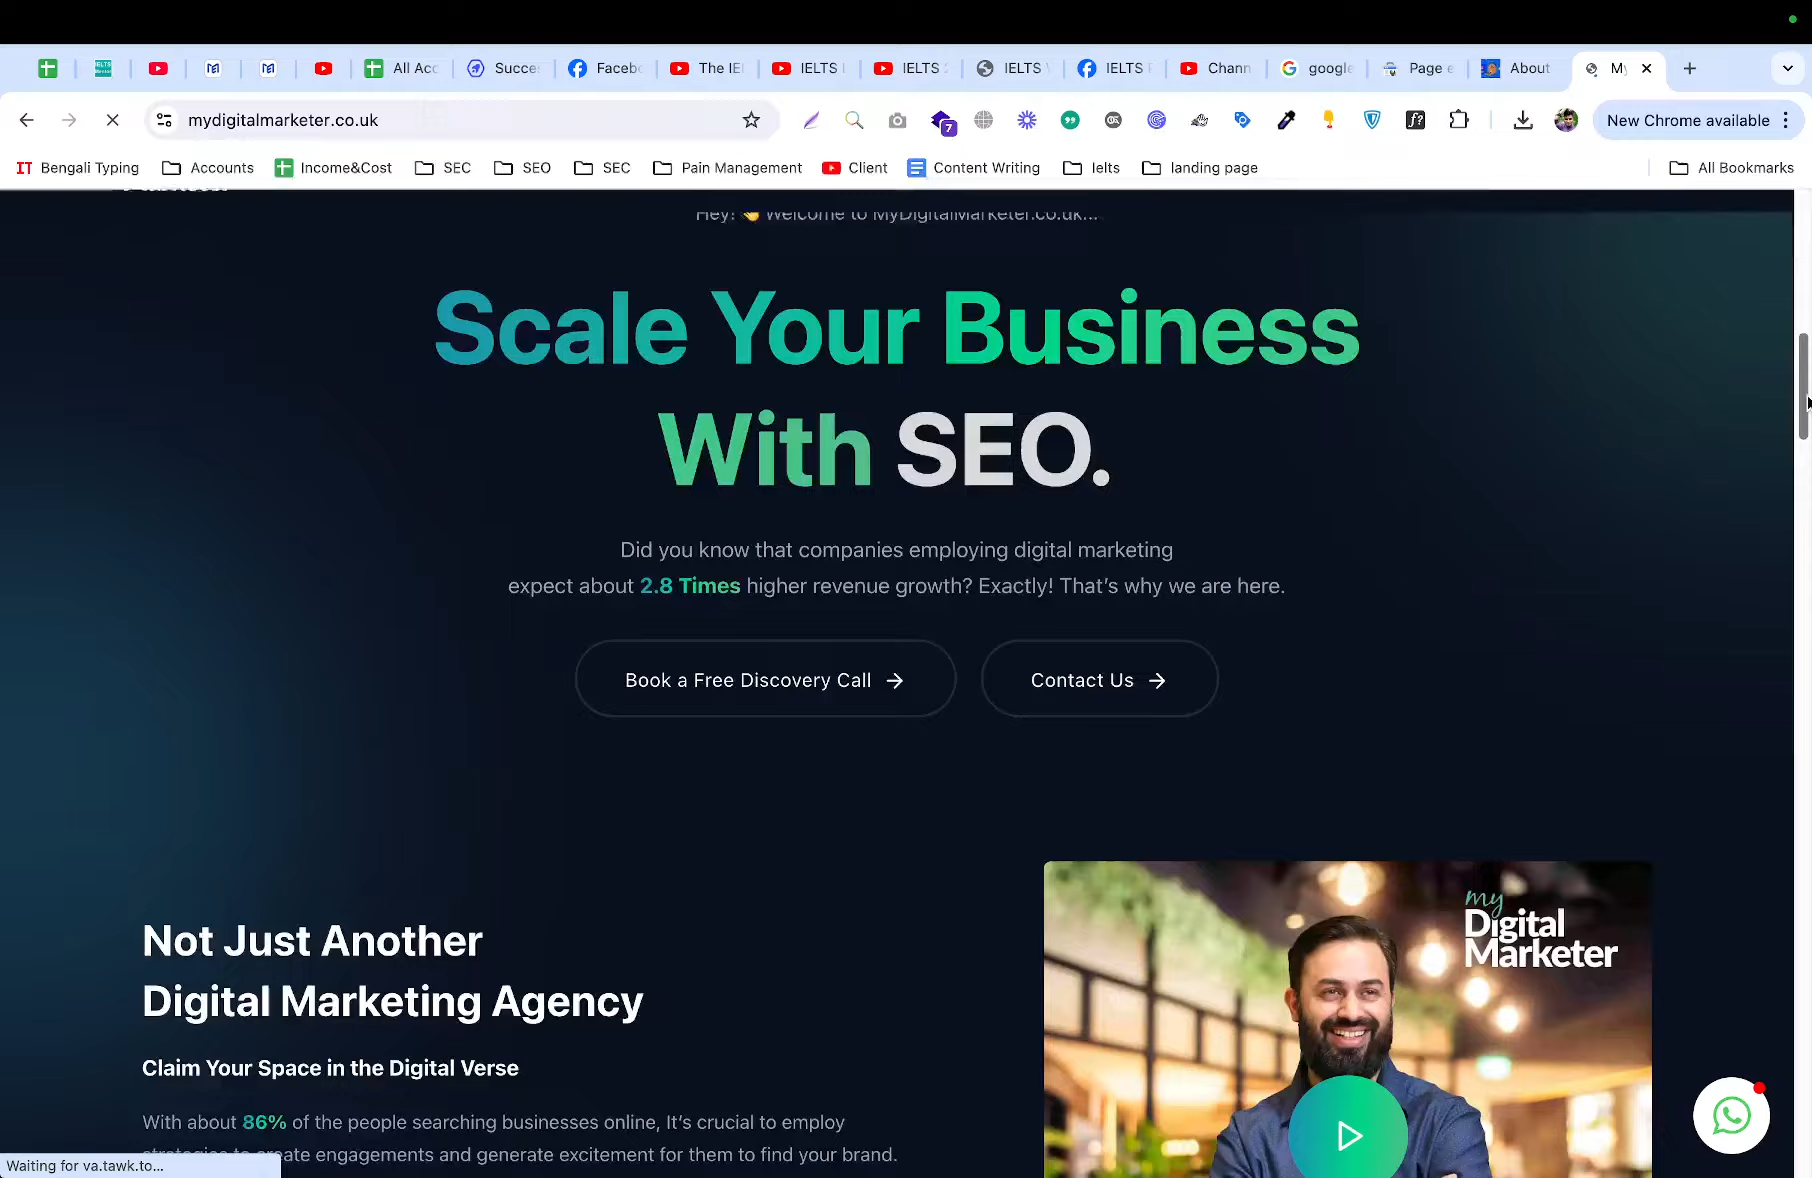 All Acc
Succe
Faceb
The IE
IELTS
IELTS
IELTS
IELTS
Chann
google
Page e
About
My
mydigitalmarketer.co.uk
7
New Chrome available
IT Bengali Typing
Accounts
Income&Cost
SEC
SEO
SEC
Pain Management
Client
Content Writing
Ielts
landing page
All Bookmarks
Hey! 👋 Welcome to MyDigitalMarketer.co.uk...
Scale Your Business
With SEO.
Did you know that companies employing digital marketing
expect about 2.8 Times higher revenue growth? Exactly! That’s why we are here.
Book a Free Discovery Call →
Contact Us →
Not Just Another
Digital Marketing Agency
Claim Your Space in the Digital Verse
With about 86% of the people searching businesses online, It’s crucial to employ
strategies to create engagements and generate excitement for them to find your brand.
my
Digital
Marketer
Waiting for va.tawk.to...